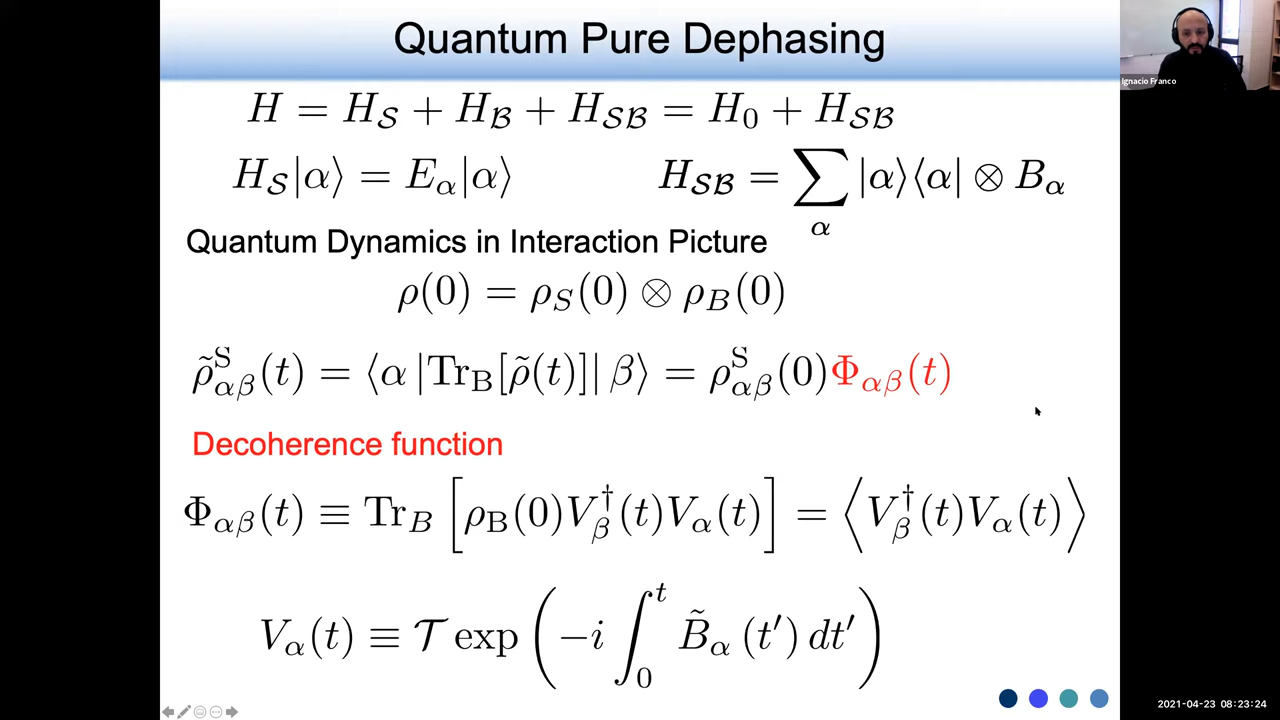 Quantum Pure Dephasing
Ignacio Franco
H = H_𝒮 + H_ℬ + H_𝒮ℬ = H_0 + H_𝒮ℬ
H_𝒮|α⟩ = E_α|α⟩
H_𝒮ℬ = ∑_α |α⟩⟨α| ⊗ B_α
Quantum Dynamics in Interaction Picture
ρ(0) = ρ_S(0) ⊗ ρ_B(0)
ρ̃^S_αβ(t) = ⟨α |Tr_B[ρ̃(t)]| β⟩ = ρ^S_αβ(0)Φ_αβ(t)
Decoherence function
Φ_αβ(t) ≡ Tr_B [ρ_B(0)V^†_β(t)V_α(t)] = ⟨V^†_β(t)V_α(t)⟩
V_α(t) ≡ 𝒯 exp (−i ∫_0^t B̃_α (t′) dt′)
2021-04-23 08:23:24